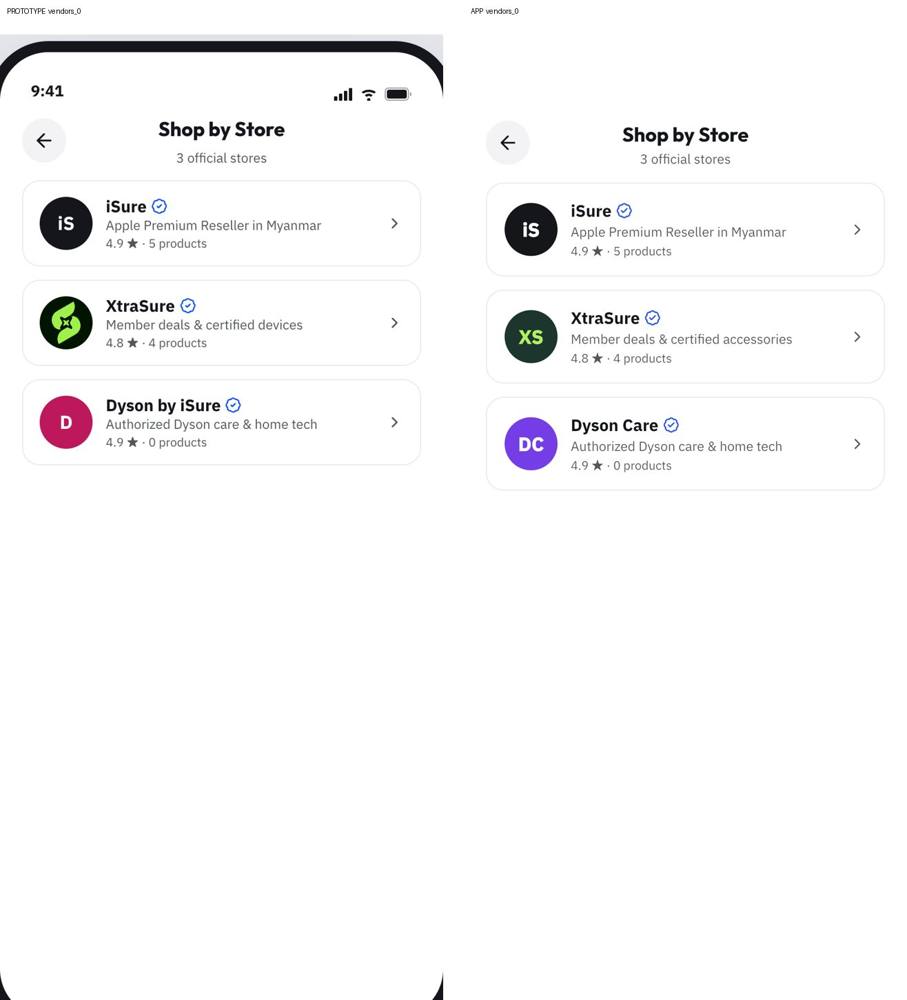 PROTOTYPE vendors_0
9:41
Shop by Store
3 official stores
iS
iSure
Apple Premium Reseller in Myanmar
4.9 ★ · 5 products
XtraSure
Member deals & certified devices
4.8 ★ · 4 products
D
Dyson by iSure
Authorized Dyson care & home tech
4.9 ★ · 0 products
APP vendors_0
Shop by Store
3 official stores
iS
iSure
Apple Premium Reseller in Myanmar
4.9 ★ · 5 products
XS
XtraSure
Member deals & certified accessories
4.8 ★ · 4 products
DC
Dyson Care
Authorized Dyson care & home tech
4.9 ★ · 0 products